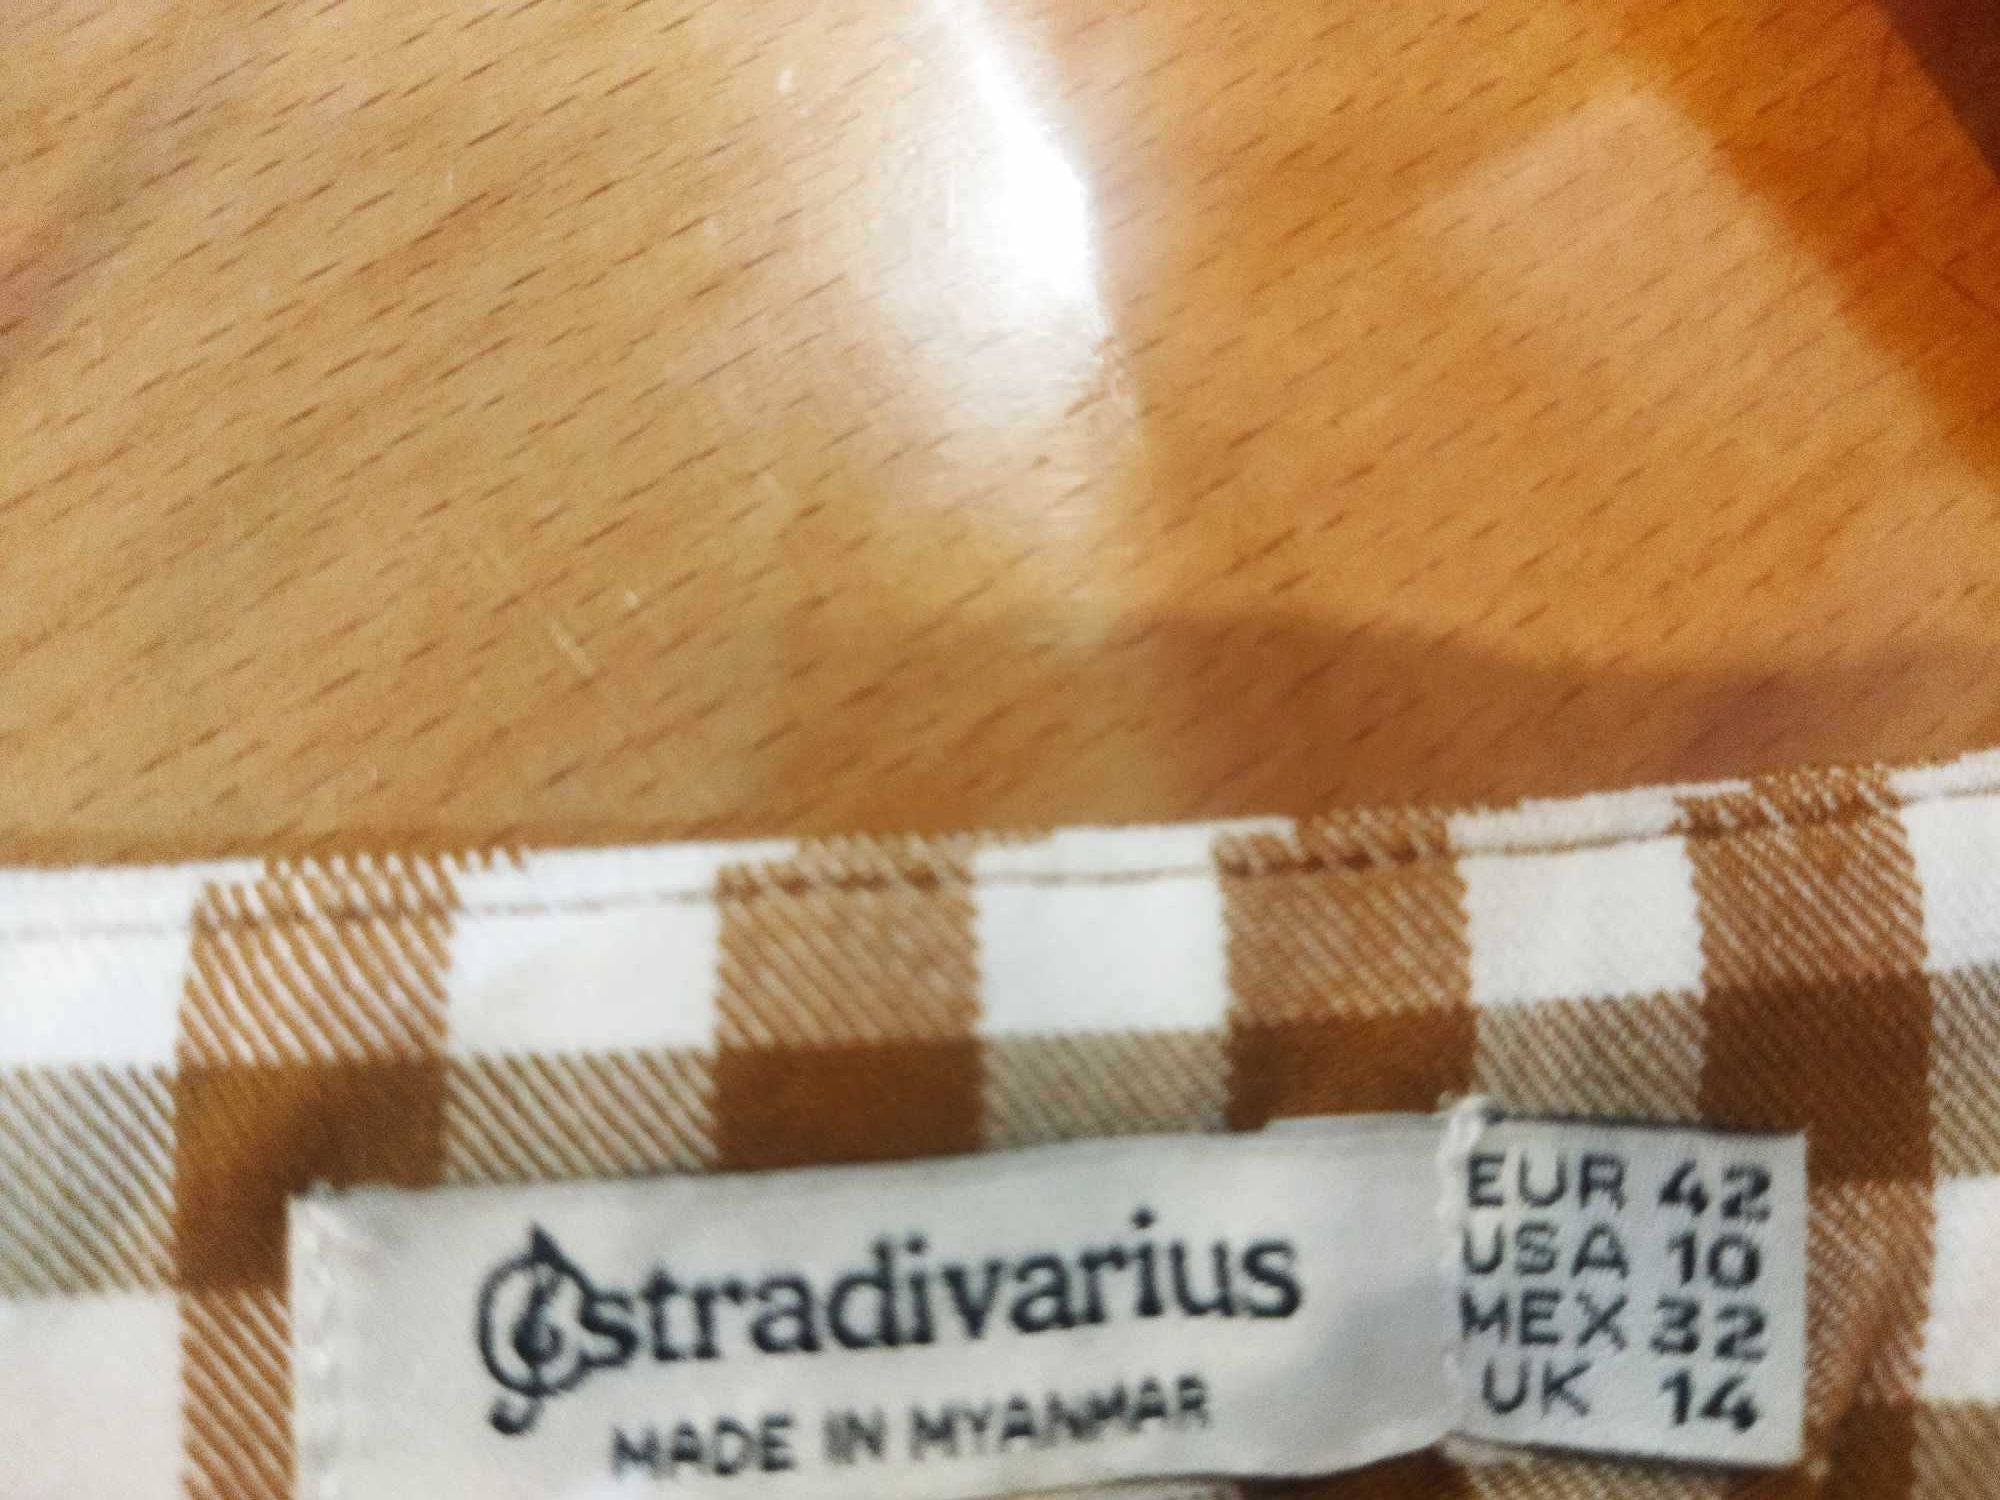 stradivarius
MADE IN MYANMAR
EUR 42
USA 10
MEX 32
UK 14